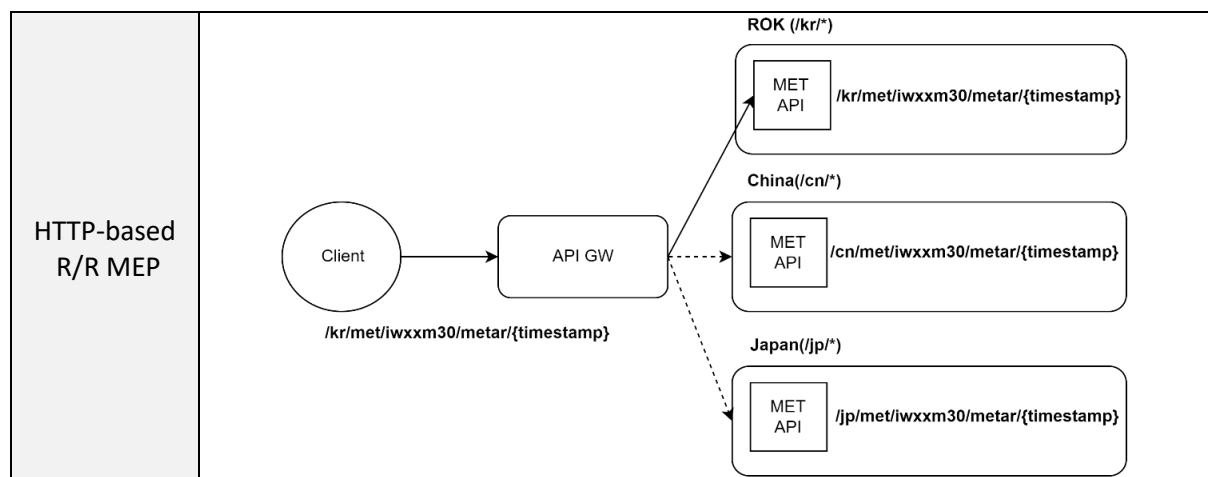 HTTP-based
R/R MEP
Client
API GW
/kr/met/iwxxm30/metar/{timestamp}
ROK (/kr/*)
MET
API
/kr/met/iwxxm30/metar/{timestamp}
China(/cn/*)
MET
API
/cn/met/iwxxm30/metar/{timestamp}
Japan(/jp/*)
MET
API
/jp/met/iwxxm30/metar/{timestamp}